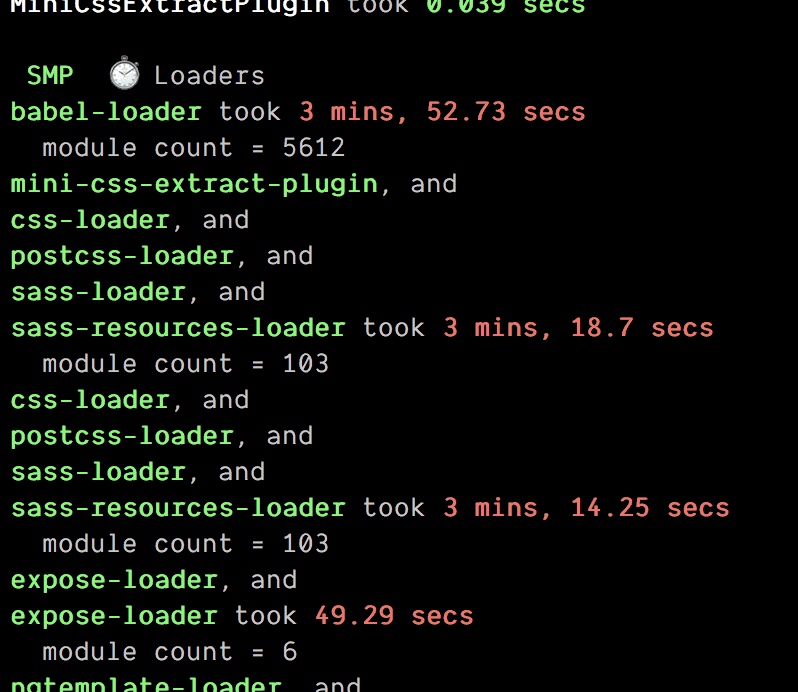 MiniCssExtractPlugin took 0.039 secs
SMP ⏱ Loaders
babel-loader took 3 mins, 52.73 secs
module count = 5612
mini-css-extract-plugin, and
css-loader, and
postcss-loader, and
sass-loader, and
sass-resources-loader took 3 mins, 18.7 secs
module count = 103
css-loader, and
postcss-loader, and
sass-loader, and
sass-resources-loader took 3 mins, 14.25 secs
module count = 103
expose-loader, and
expose-loader took 49.29 secs
module count = 6
ngtemplate-loader, and